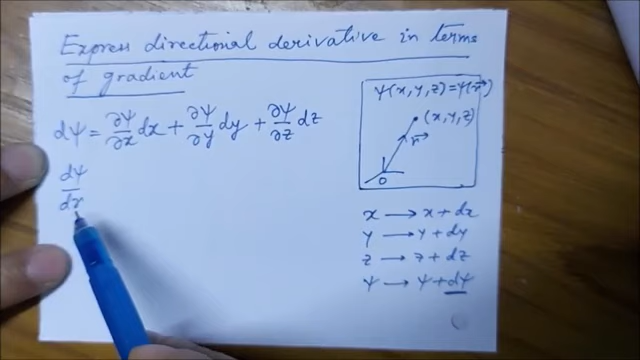 Express directional derivative in terms
of gradient
dψ = ∂ψ/∂x dx + ∂ψ/∂y dy + ∂ψ/∂z dz
dψ/dr
ψ(x,y,z)=ψ(r⃗)
(x,y,z)
r⃗
O
x → x + dx
y → y + dy
z → z + dz
ψ → ψ + dψ